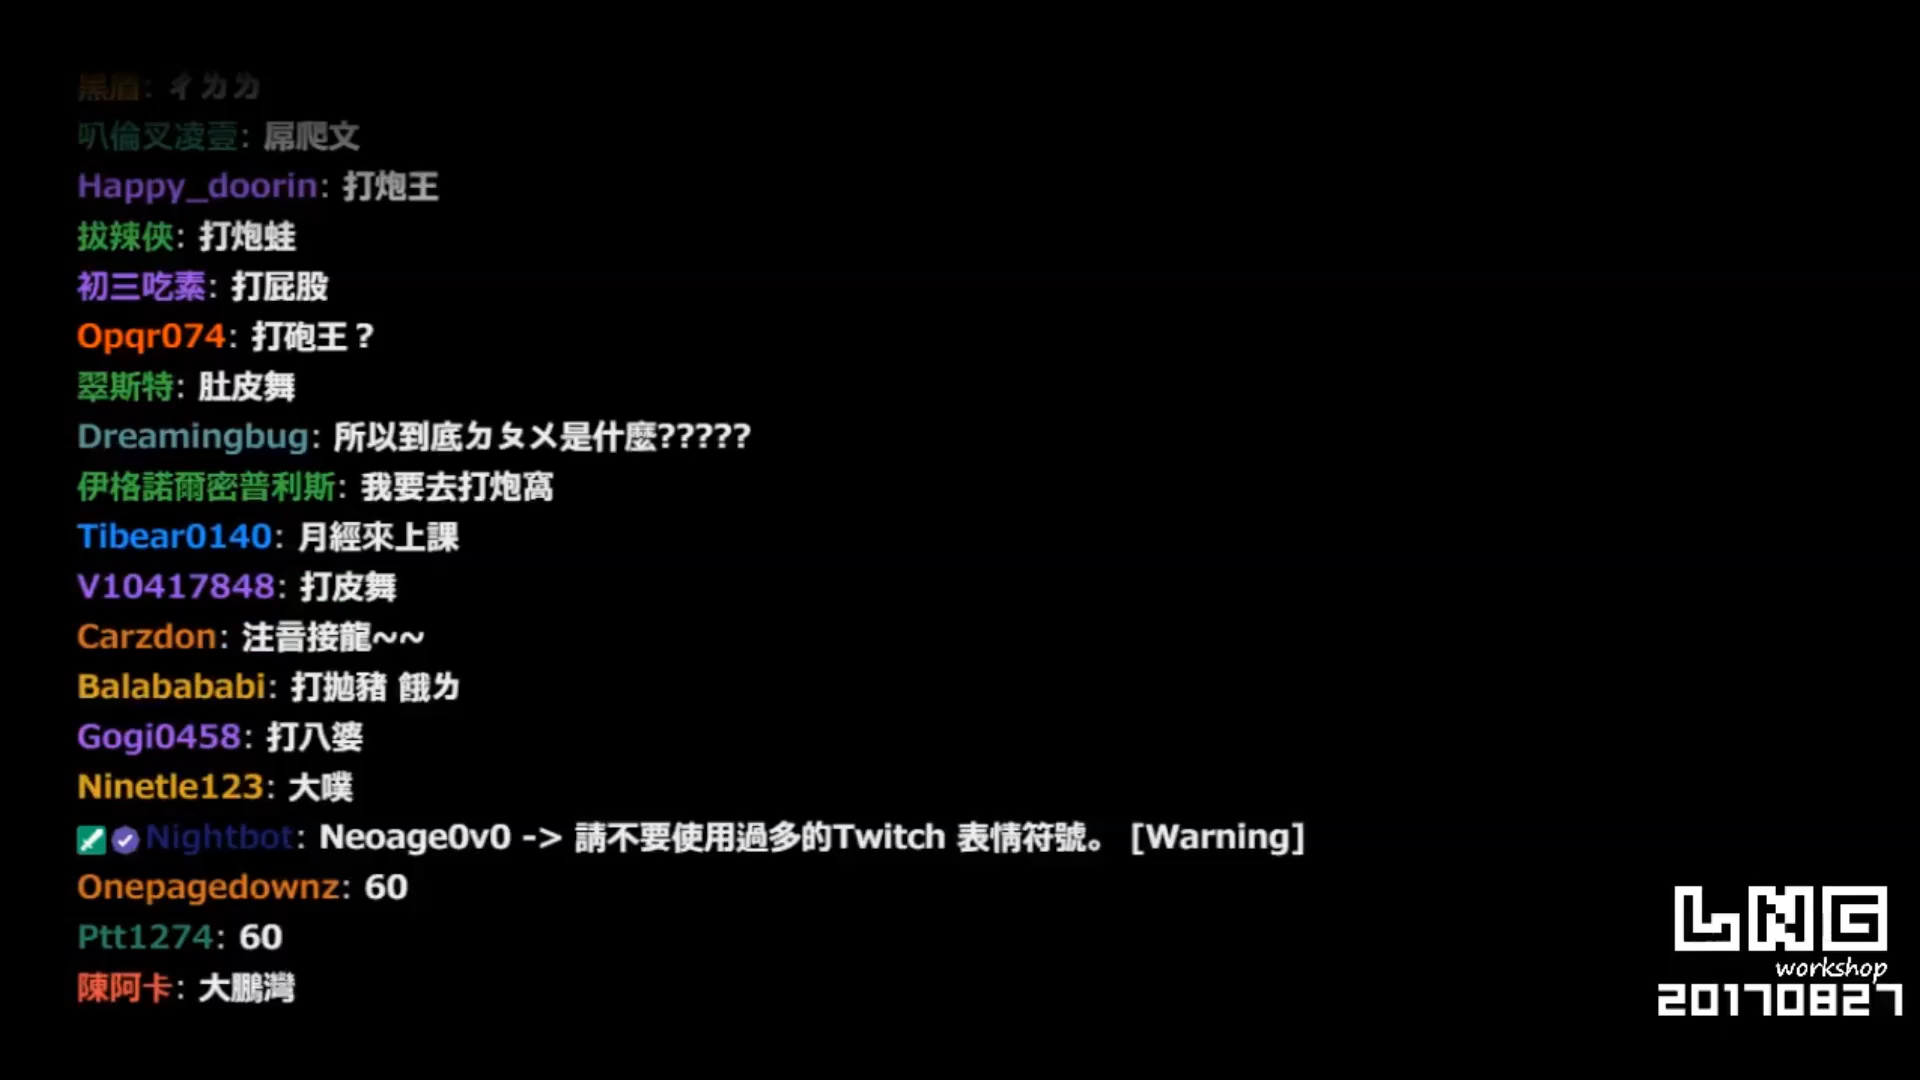 黑眉: ㄔㄉㄉ
叭倫叉凌壹: 屌爬文
Happy_doorin: 打炮王
拔辣俠: 打炮蛙
初三吃素: 打屁股
Opqr074: 打砲王？
翠斯特: 肚皮舞
Dreamingbug: 所以到底ㄉㄆㄨ是什麼?????
伊格諾爾密普利斯: 我要去打炮窩
Tibear0140: 月經來上課
V10417848: 打皮舞
Carzdon: 注音接龍~~
Balabababi: 打拋豬 餓ㄌ
Gogi0458: 打八婆
Ninetle123: 大噗
Nightbot: Neoage0v0 -> 請不要使用過多的Twitch 表情符號。 [Warning]
Onepagedownz: 60
Ptt1274: 60
陳阿卡: 大鵬灣
LNG
workshop
20170827